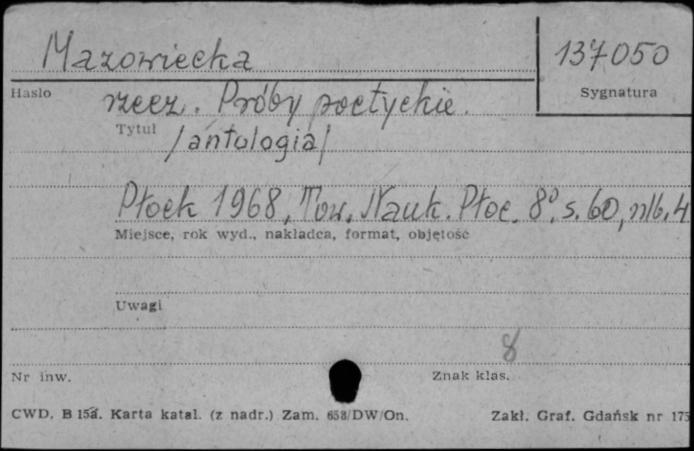 Mazowiecka
137050
Hasło
Sygnatura
rzecz. Próby poetyckie.
Tytuł
/antologia/
Płock 1968, Tow. Nauk. Płoc. 8°, s. 60, nlb. 4
Miejsce, rok wyd., nakładca, format, objętość
Uwagi
8
Nr inw.
Znak klas.
CWD. B 15a. Karta katal. (z nadr.) Zam. 658/DW/On.
Zakł. Graf. Gdańsk nr 175